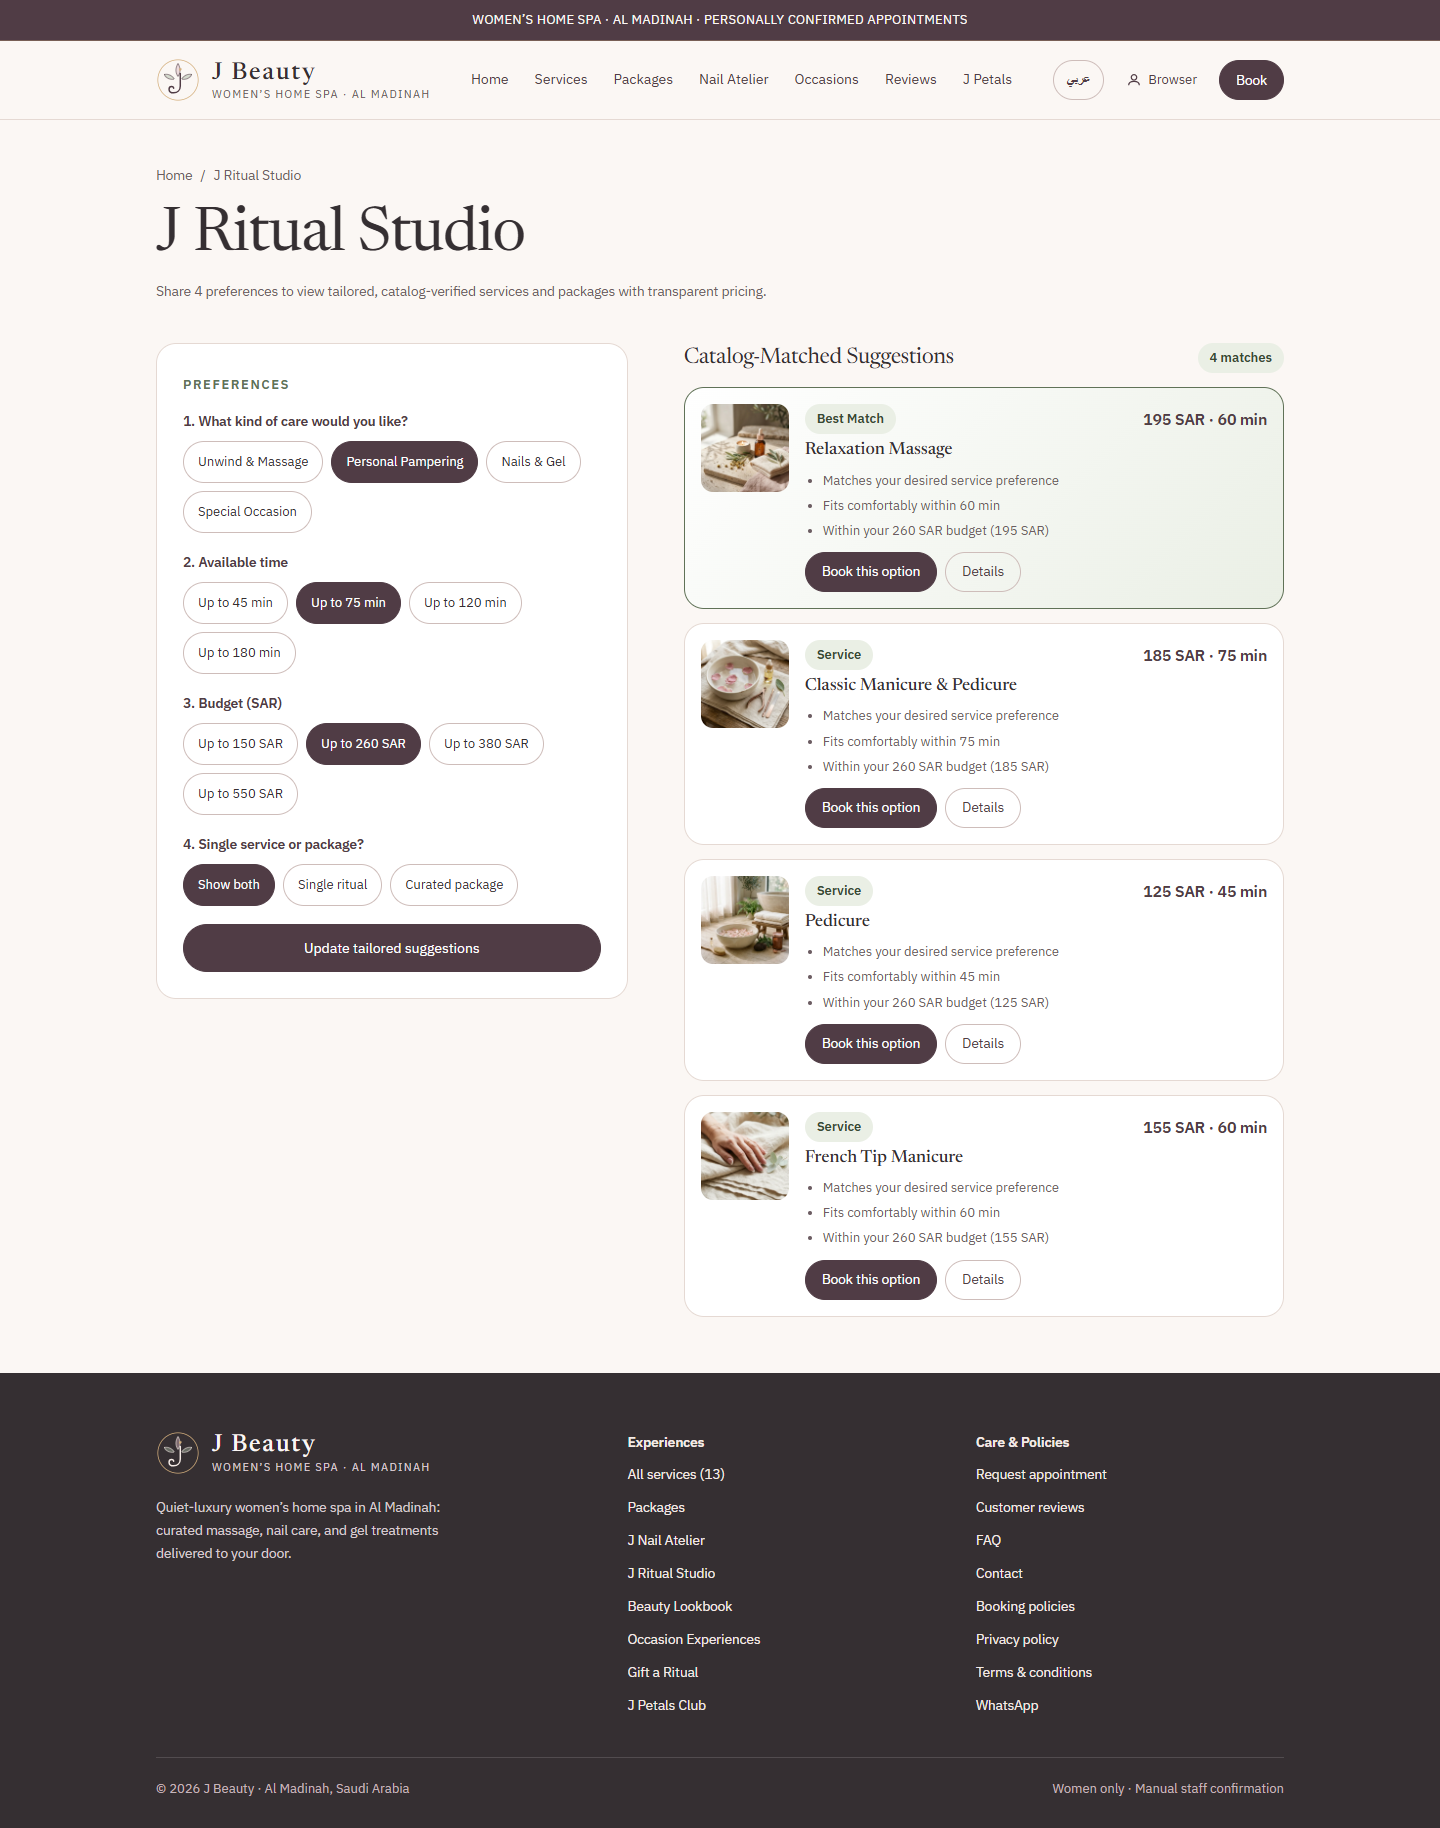 WOMEN'S HOME SPA · AL MADINAH · PERSONALLY CONFIRMED APPOINTMENTS
J Beauty
WOMEN'S HOME SPA · AL MADINAH
Home
Services
Packages
Nail Atelier
Occasions
Reviews
J Petals
عربي
Browser
Book
Home / J Ritual Studio
J Ritual Studio
Share 4 preferences to view tailored, catalog-verified services and packages with transparent pricing.
PREFERENCES
1. What kind of care would you like?
Unwind & Massage
Personal Pampering
Nails & Gel
Special Occasion
2. Available time
Up to 45 min
Up to 75 min
Up to 120 min
Up to 180 min
3. Budget (SAR)
Up to 150 SAR
Up to 260 SAR
Up to 380 SAR
Up to 550 SAR
4. Single service or package?
Show both
Single ritual
Curated package
Update tailored suggestions
Catalog-Matched Suggestions
4 matches
Best Match
195 SAR · 60 min
Relaxation Massage
• Matches your desired service preference
• Fits comfortably within 60 min
• Within your 260 SAR budget (195 SAR)
Book this option
Details
Service
185 SAR · 75 min
Classic Manicure & Pedicure
• Matches your desired service preference
• Fits comfortably within 75 min
• Within your 260 SAR budget (185 SAR)
Book this option
Details
Service
125 SAR · 45 min
Pedicure
• Matches your desired service preference
• Fits comfortably within 45 min
• Within your 260 SAR budget (125 SAR)
Book this option
Details
Service
155 SAR · 60 min
French Tip Manicure
• Matches your desired service preference
• Fits comfortably within 60 min
• Within your 260 SAR budget (155 SAR)
Book this option
Details
J Beauty
WOMEN'S HOME SPA · AL MADINAH
Quiet-luxury women's home spa in Al Madinah:
curated massage, nail care, and gel treatments
delivered to your door.
Experiences
All services (13)
Packages
J Nail Atelier
J Ritual Studio
Beauty Lookbook
Occasion Experiences
Gift a Ritual
J Petals Club
Care & Policies
Request appointment
Customer reviews
FAQ
Contact
Booking policies
Privacy policy
Terms & conditions
WhatsApp
© 2026 J Beauty · Al Madinah, Saudi Arabia
Women only · Manual staff confirmation